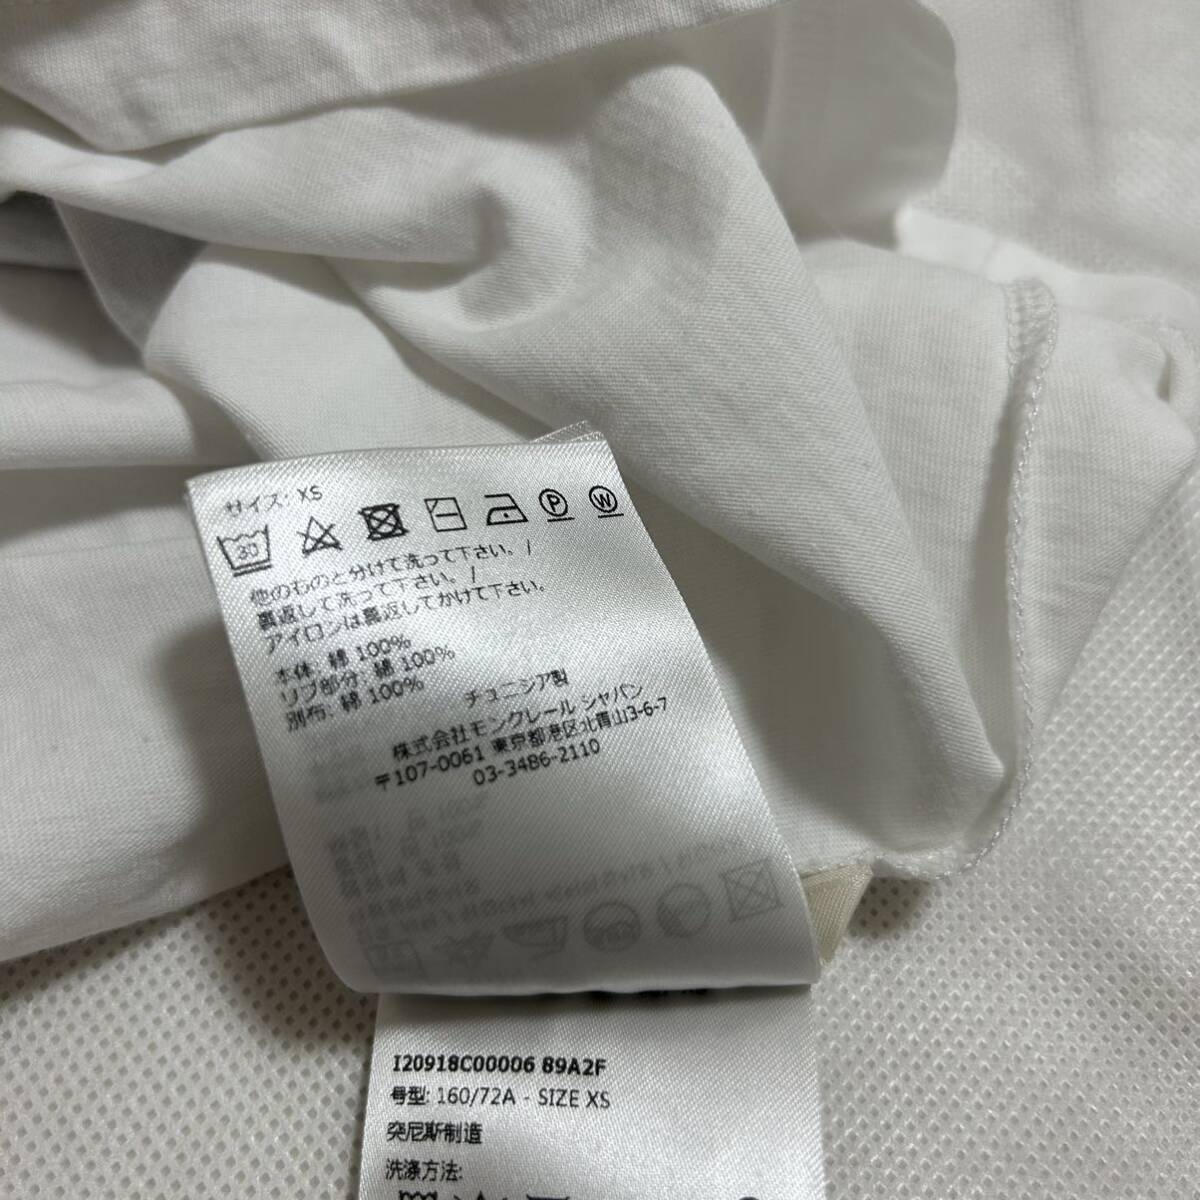 サイズ: XS
30 P W
他のものと分けて洗って下さい。/
裏返して洗って下さい。/
アイロンは裏返してかけて下さい。
本体: 綿 100%
リブ部分: 綿 100%
別布: 綿 100%
チュニジア製
株式会社モンクレール ジャパン
〒107-0061 東京都港区北青山3-6-7
03-3486-2110
I20918C00006 89A2F
号型: 160/72A - SIZE XS
突尼斯制造
洗涤方法: